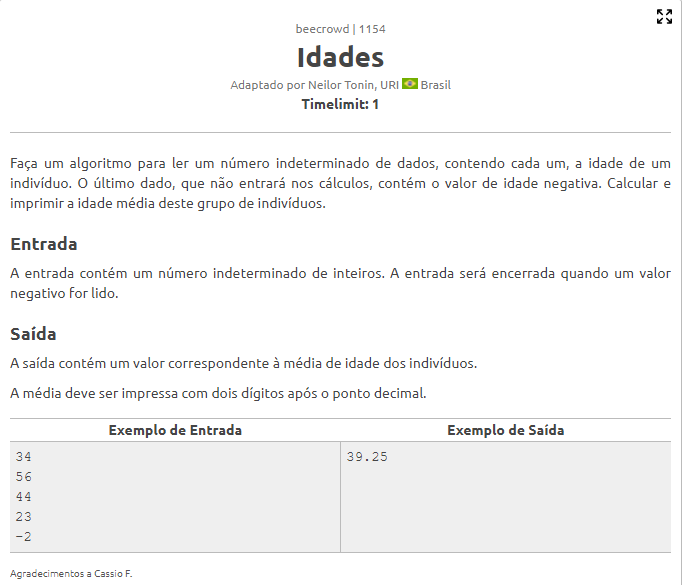 beecrowd | 1154
Idades
Adaptado por Neilor Tonin, URI Brasil
Timelimit: 1
Faça um algoritmo para ler um número indeterminado de dados, contendo cada um, a idade de um
indivíduo. O último dado, que não entrará nos cálculos, contém o valor de idade negativa. Calcular e
imprimir a idade média deste grupo de indivíduos.
Entrada
A entrada contém um número indeterminado de inteiros. A entrada será encerrada quando um valor
negativo for lido.
Saída
A saída contém um valor correspondente à média de idade dos indivíduos.
A média deve ser impressa com dois dígitos após o ponto decimal.
Exemplo de Entrada Exemplo de Saída
34 39.25
56
44
23
-2
Agradecimentos a Cassio F.